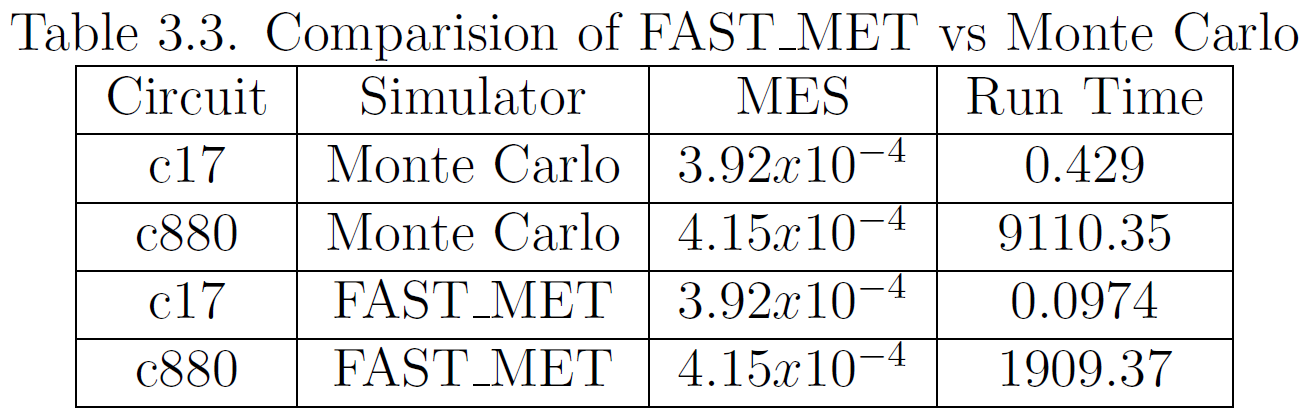 Table 3.3. Comparision of FAST_MET vs Monte Carlo
Circuit Simulator MES Run Time
c17 Monte Carlo 3.92x10⁻⁴ 0.429
c880 Monte Carlo 4.15x10⁻⁴ 9110.35
c17 FAST_MET 3.92x10⁻⁴ 0.0974
c880 FAST_MET 4.15x10⁻⁴ 1909.37